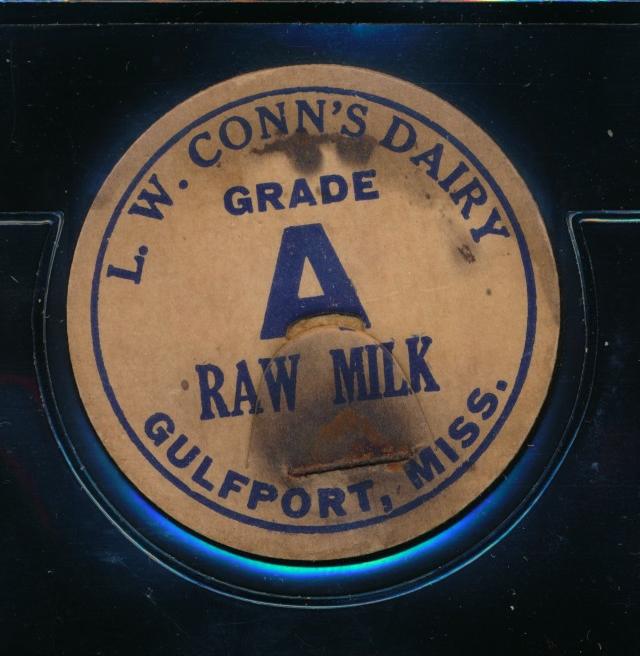 L. W. CONN'S DAIRY
GRADE
A
RAW MILK
GULFPORT, MISS.